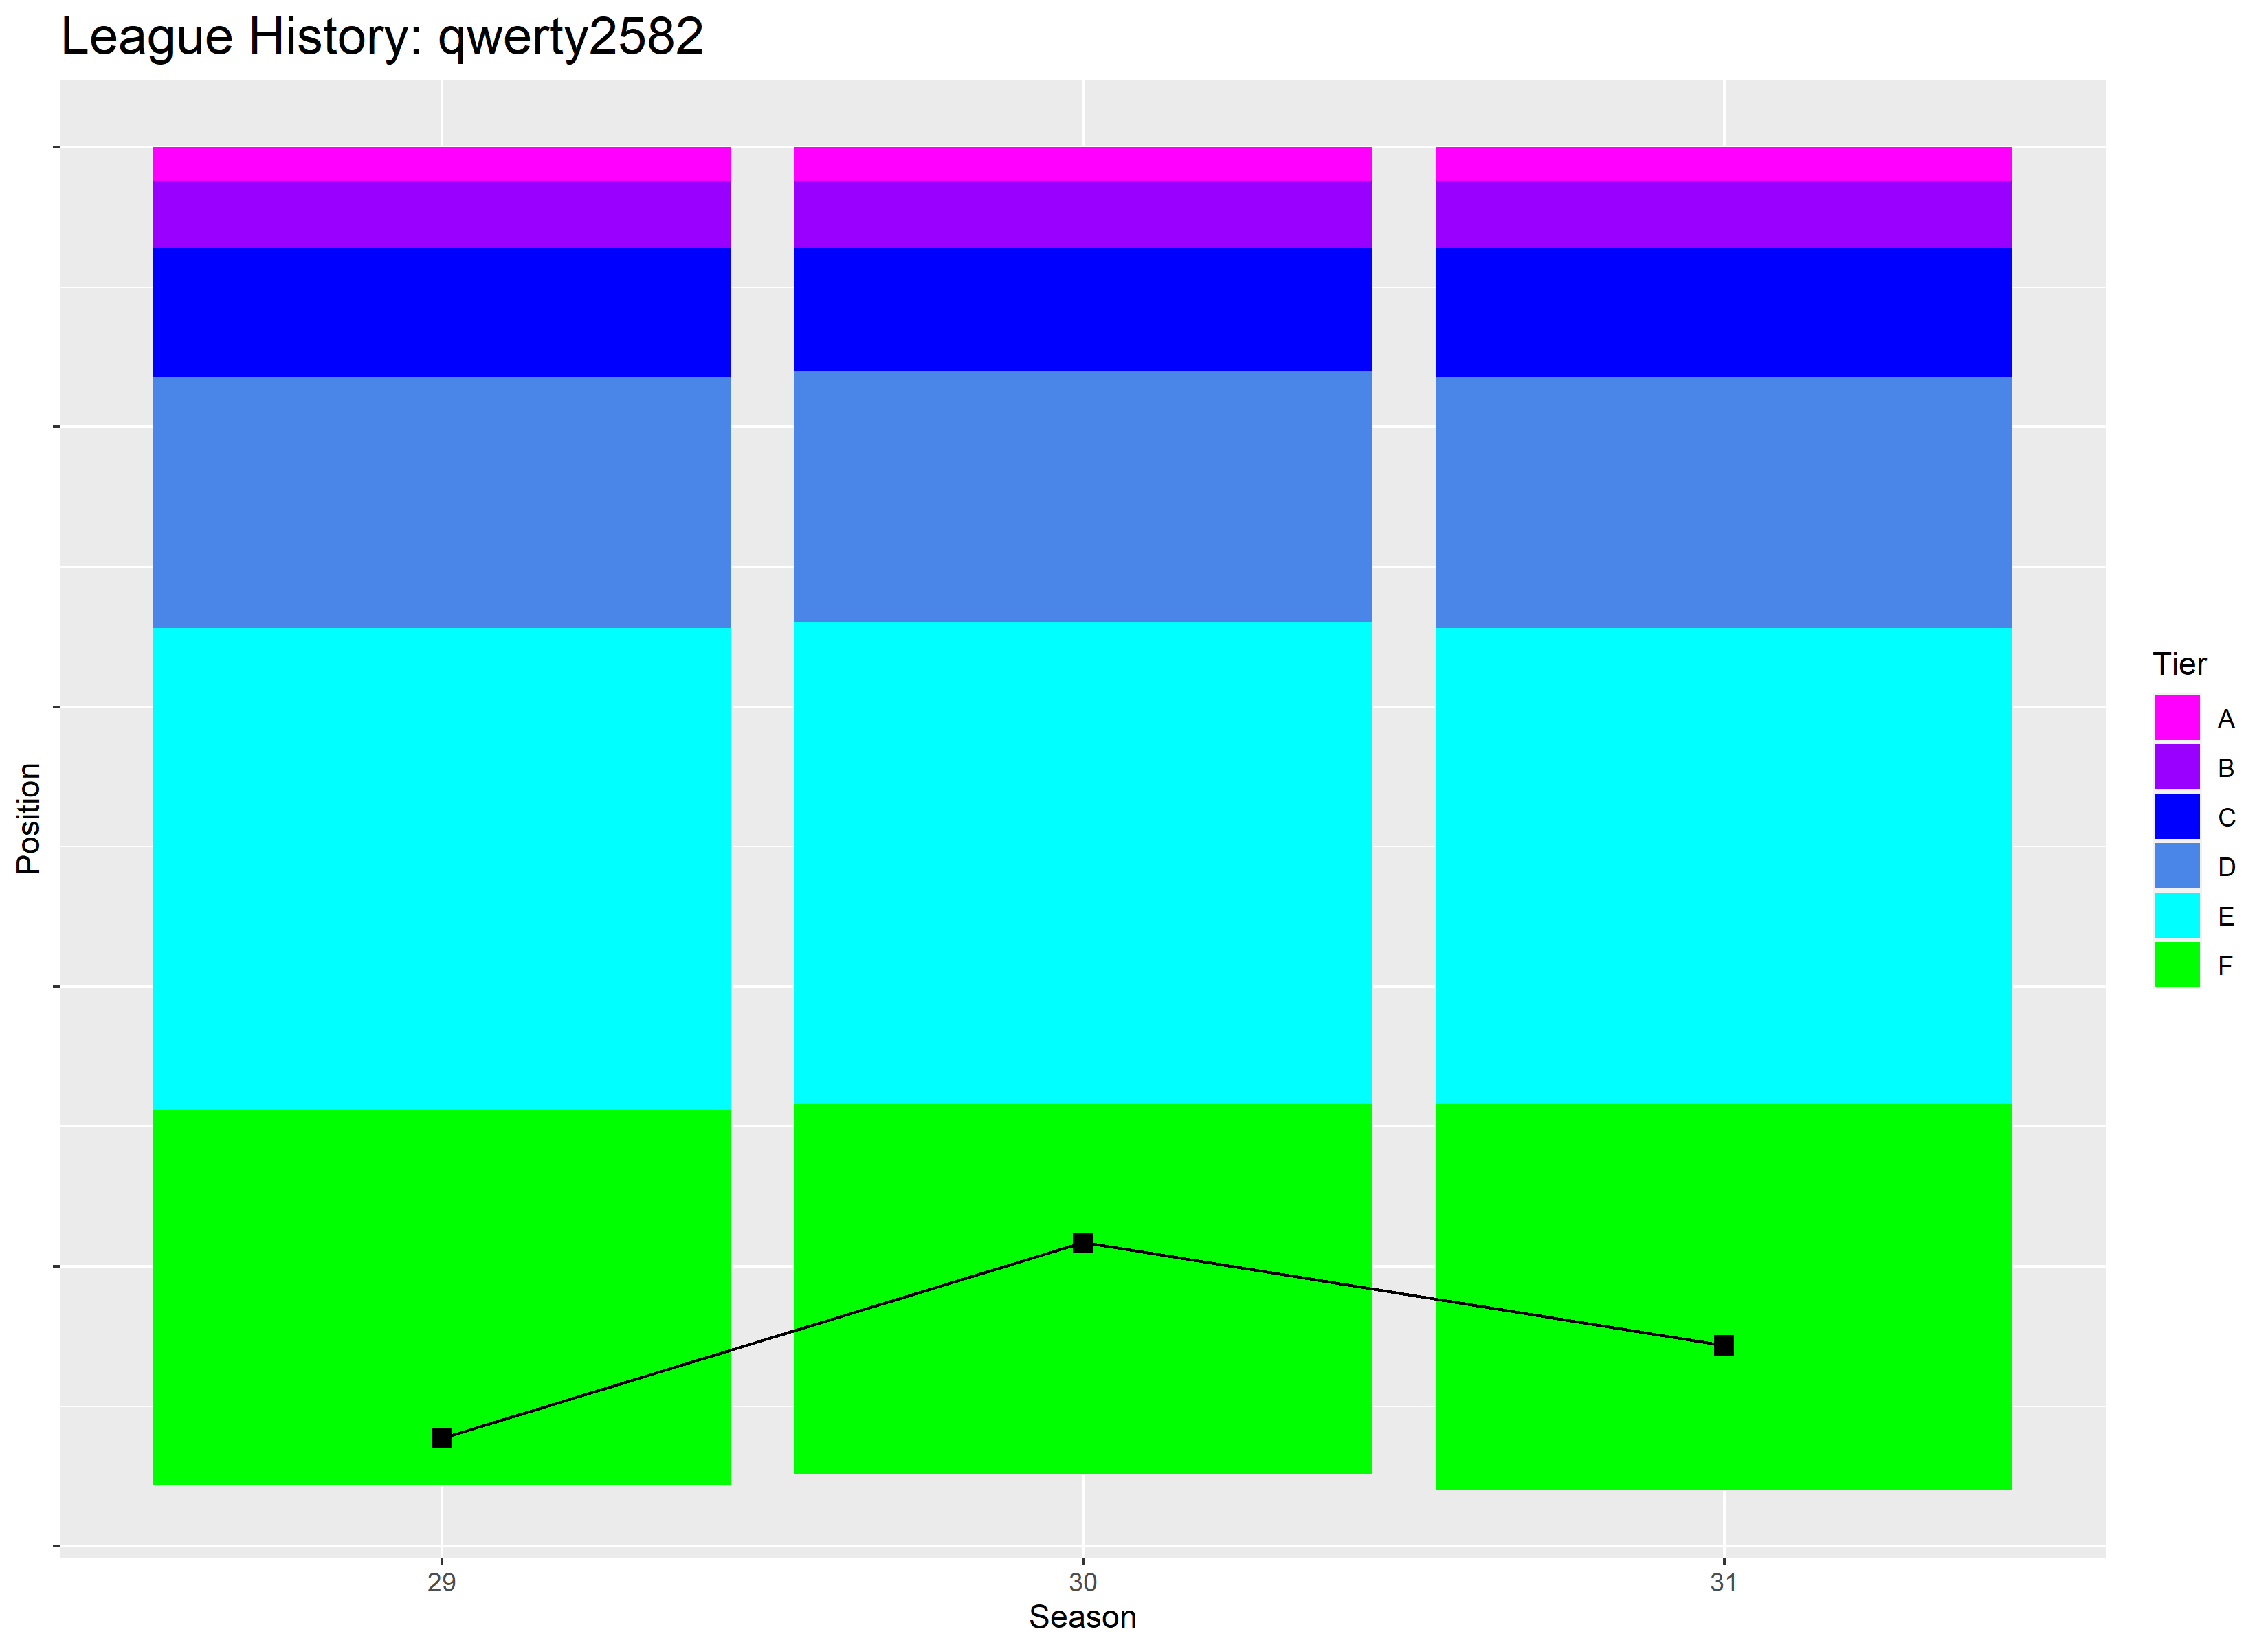 League History: qwerty2582
Position
Tier
A
B
C
D
E
F
29
30
31
Season